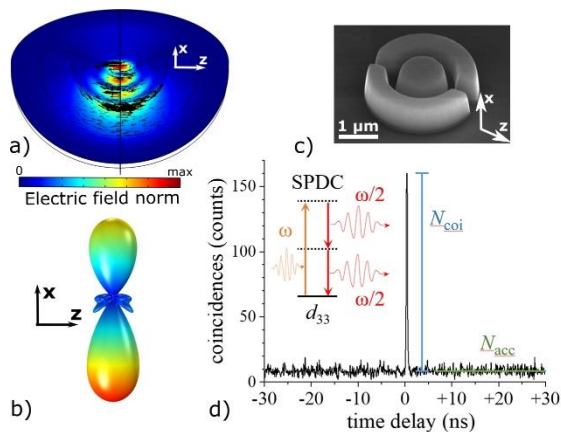 a)
x
z
0
max
Electric field norm
x
z
b)
c)
1 µm
x
z
d)
coincidences (counts)
150
100
50
0
SPDC
ω
ω/2
ω/2
d₃₃
N_coi
N_acc
-30 -20 -10 0 +10 +20 +30
time delay (ns)